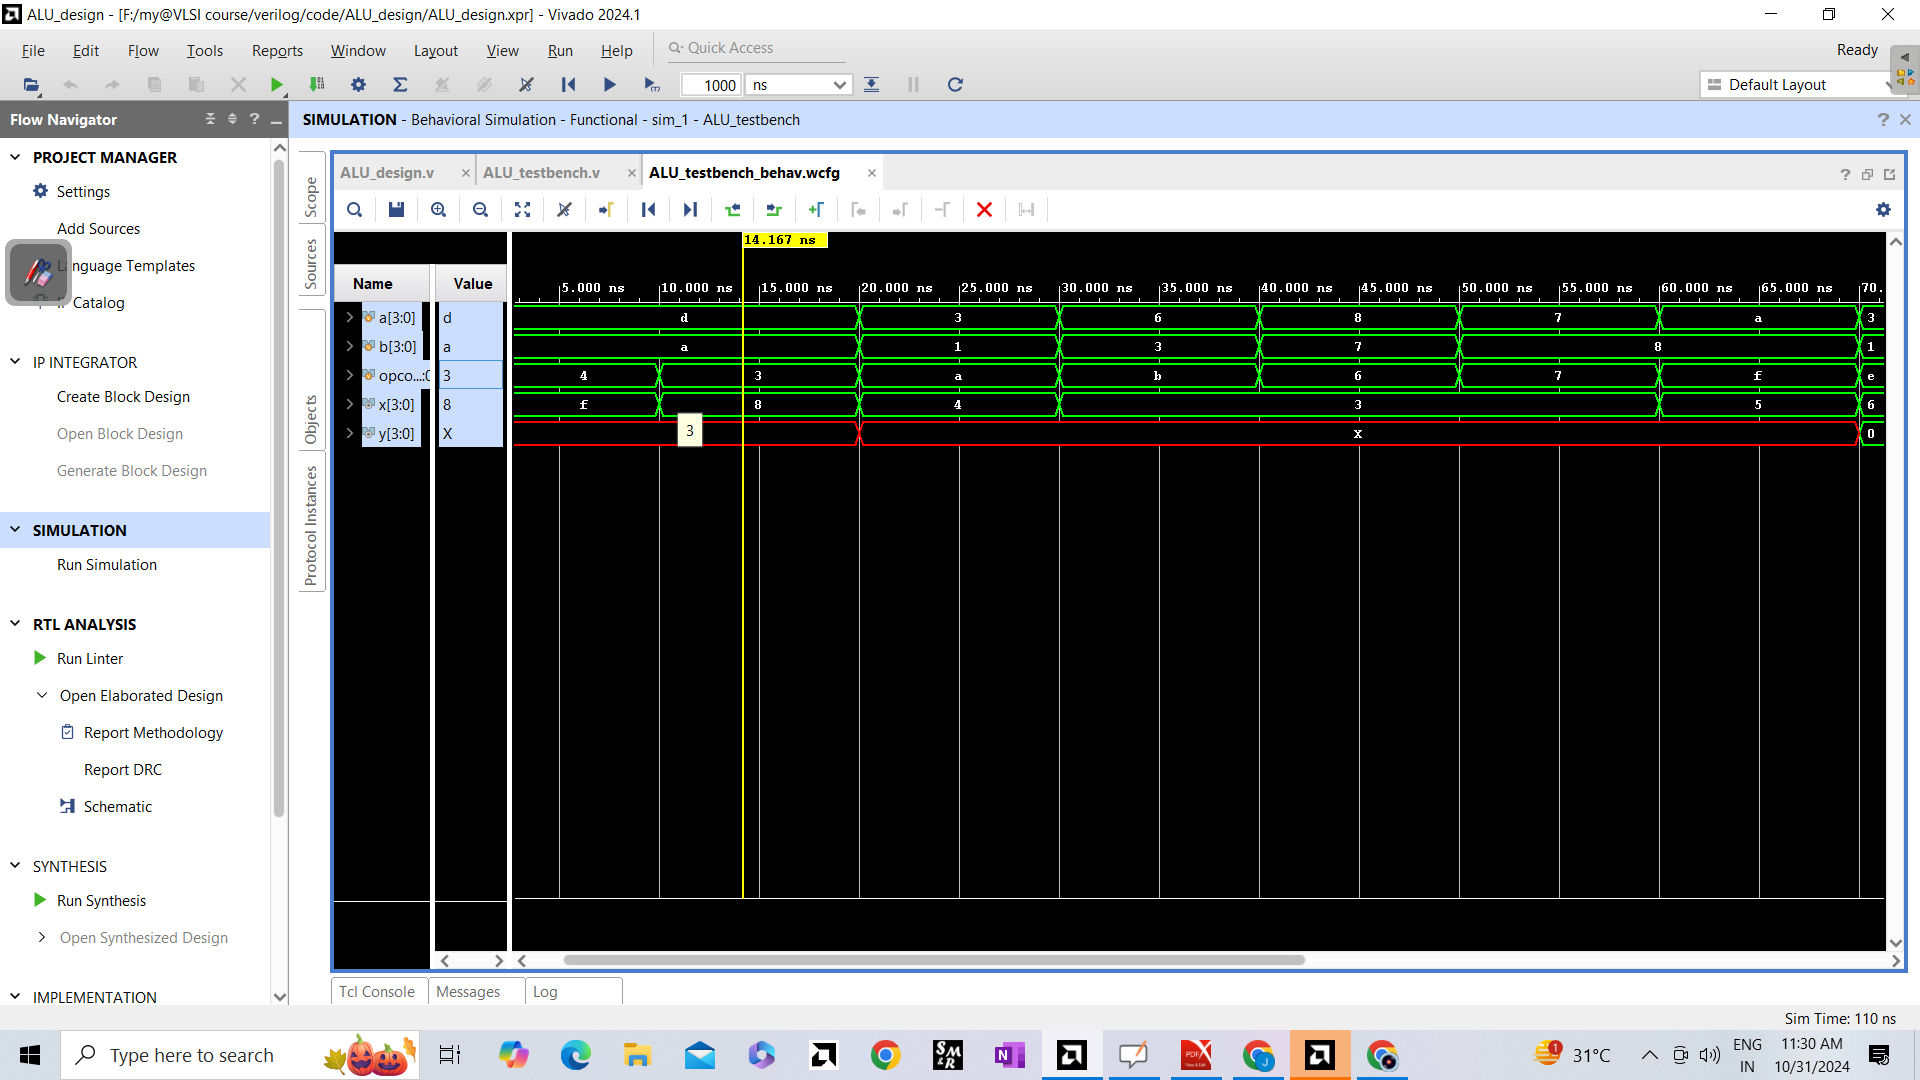 ALU_design - [F:/my@VLSI course/verilog/code/ALU_design/ALU_design.xpr] - Vivado 2024.1
File Edit Flow Tools Reports Window Layout View Run Help Quick Access
Ready
1000 ns
Default Layout
Flow Navigator
SIMULATION - Behavioral Simulation - Functional - sim_1 - ALU_testbench
PROJECT MANAGER
Settings
Add Sources
Language Templates
Catalog
IP INTEGRATOR
Create Block Design
Open Block Design
Generate Block Design
SIMULATION
Run Simulation
RTL ANALYSIS
Run Linter
Open Elaborated Design
Report Methodology
Report DRC
Schematic
SYNTHESIS
Run Synthesis
Open Synthesized Design
IMPLEMENTATION
Scope
Sources
Objects
Protocol Instances
ALU_design.v ALU_testbench.v ALU_testbench_behav.wcfg
14.167 ns
Name Value
5.000 ns 10.000 ns 15.000 ns 20.000 ns 25.000 ns 30.000 ns 35.000 ns 40.000 ns 45.000 ns 50.000 ns 55.000 ns 60.000 ns 65.000 ns 70.
a[3:0] d d 3 6 8 7 a 3
b[3:0] a a 1 3 7 8 1
opco...:0 3 4 3 a b 6 7 f e
x[3:0] 8 f 8 4 3 5 6
y[3:0] X X 0
3
Tcl Console Messages Log
Sim Time: 110 ns
Type here to search
31°C
ENG
IN
11:30 AM
10/31/2024